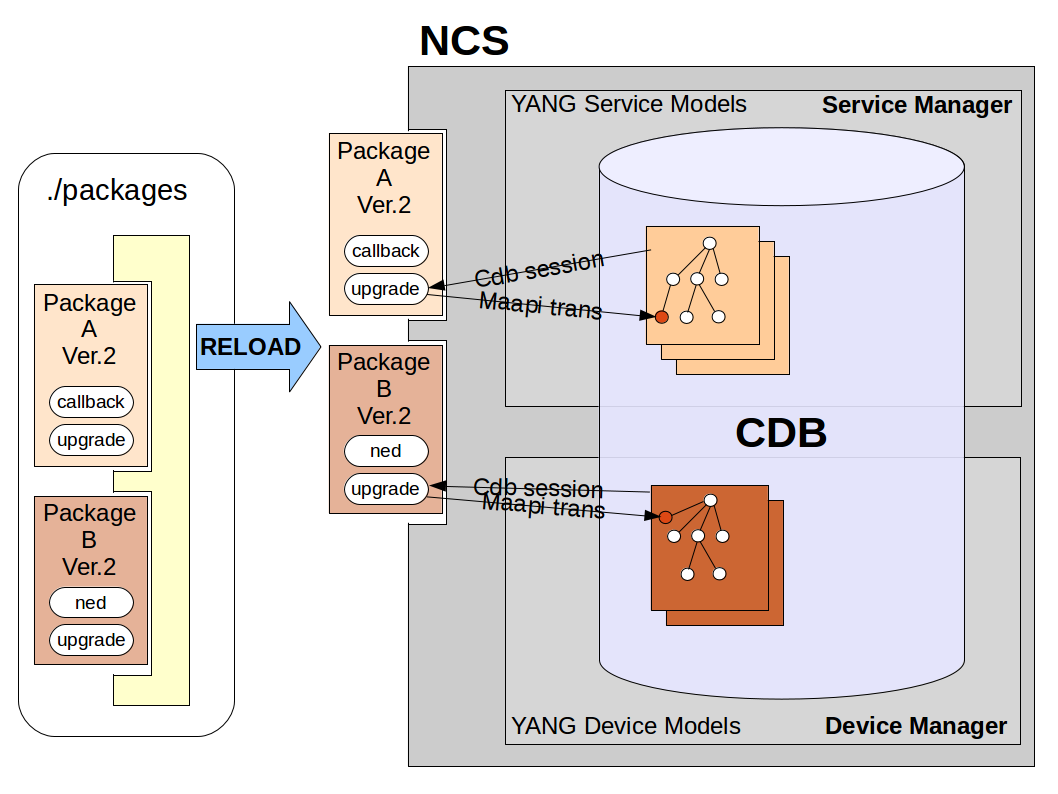 NCS
YANG Service Models
Service Manager
./packages
Package
A
Ver.2
callback
upgrade
Package
B
Ver.2
ned
upgrade
RELOAD
Package
A
Ver.2
callback
upgrade
Package
B
Ver.2
ned
upgrade
Cdb session
Maapi trans
CDB
Cdb session
Maapi trans
YANG Device Models
Device Manager